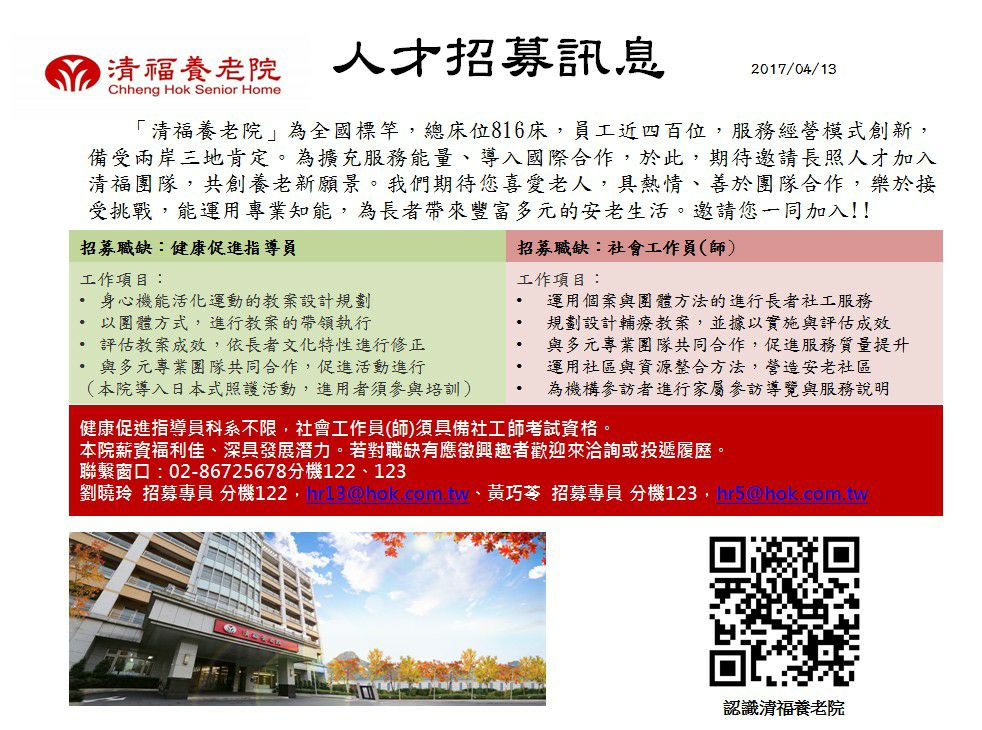 清福養老院
Chheng Hok Senior Home
人才招募訊息
2017/04/13
「清福養老院」為全國標竿，總床位816床，員工近四百位，服務經營模式創新，
備受兩岸三地肯定。為擴充服務能量、導入國際合作，於此，期待邀請長照人才加入
清福團隊，共創養老新願景。我們期待您喜愛老人，具熱情、善於團隊合作，樂於接
受挑戰，能運用專業知能，為長者帶來豐富多元的安老生活。邀請您一同加入!!
招募職缺：健康促進指導員
工作項目：
• 身心機能活化運動的教案設計規劃
• 以團體方式，進行教案的帶領執行
• 評估教案成效，依長者文化特性進行修正
• 與多元專業團隊共同合作，促進活動進行
（本院導入日本式照護活動，進用者須參與培訓）
招募職缺：社會工作員(師)
工作項目：
• 運用個案與團體方法的進行長者社工服務
• 規劃設計輔療教案，並據以實施與評估成效
• 與多元專業團隊共同合作，促進服務質量提升
• 運用社區與資源整合方法，營造安老社區
• 為機構參訪者進行家屬參訪導覽與服務說明
健康促進指導員科系不限，社會工作員(師)須具備社工師考試資格。
本院薪資福利佳、深具發展潛力。若對職缺有應徵興趣者歡迎來洽詢或投遞履歷。
聯繫窗口：02-86725678分機122、123
劉曉玲 招募專員 分機122，hr13@hok.com.tw、黃巧苓 招募專員 分機123，hr5@hok.com.tw
清福養老院
認識清福養老院